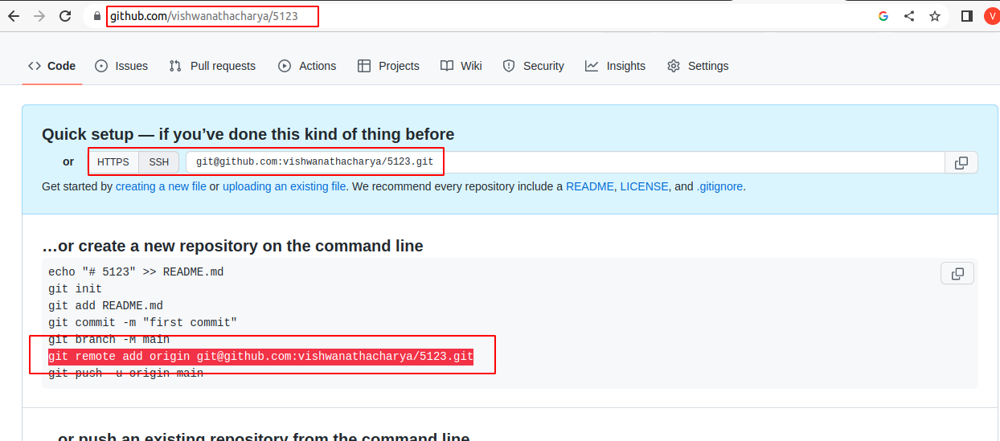 github.com/vishwanathacharya/5123
G
V
Code Issues Pull requests Actions Projects Wiki Security Insights Settings
Quick setup — if you’ve done this kind of thing before
or HTTPS SSH git@github.com:vishwanathacharya/5123.git
Get started by creating a new file or uploading an existing file. We recommend every repository include a README, LICENSE, and .gitignore.
…or create a new repository on the command line
echo "# 5123" >> README.md
git init
git add README.md
git commit -m "first commit"
git branch -M main
git remote add origin git@github.com:vishwanathacharya/5123.git
git push -u origin main
…or push an existing repository from the command line